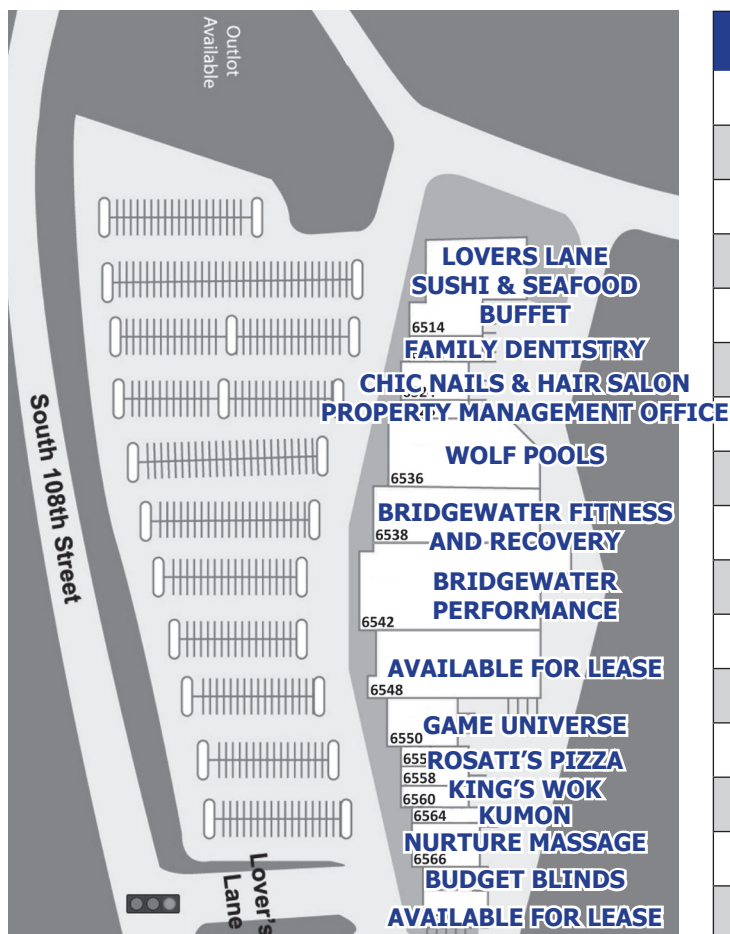 Outlot
Available
LOVERS LANE
SUSHI & SEAFOOD
BUFFET
6514
FAMILY DENTISTRY
CHIC NAILS & HAIR SALON
PROPERTY MANAGEMENT OFFICE
WOLF POOLS
6536
BRIDGEWATER FITNESS
6538
AND RECOVERY
BRIDGEWATER
PERFORMANCE
6542
AVAILABLE FOR LEASE
6548
GAME UNIVERSE
6550
ROSATI'S PIZZA
6558
KING'S WOK
6560
6564
KUMON
NURTURE MASSAGE
6566
BUDGET BLINDS
AVAILABLE FOR LEASE
South 108th Street
Lover's
Lane